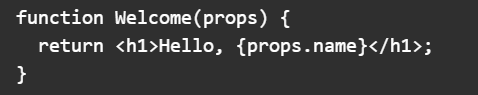 function Welcome(props) {
  return <h1>Hello, {props.name}</h1>;
}